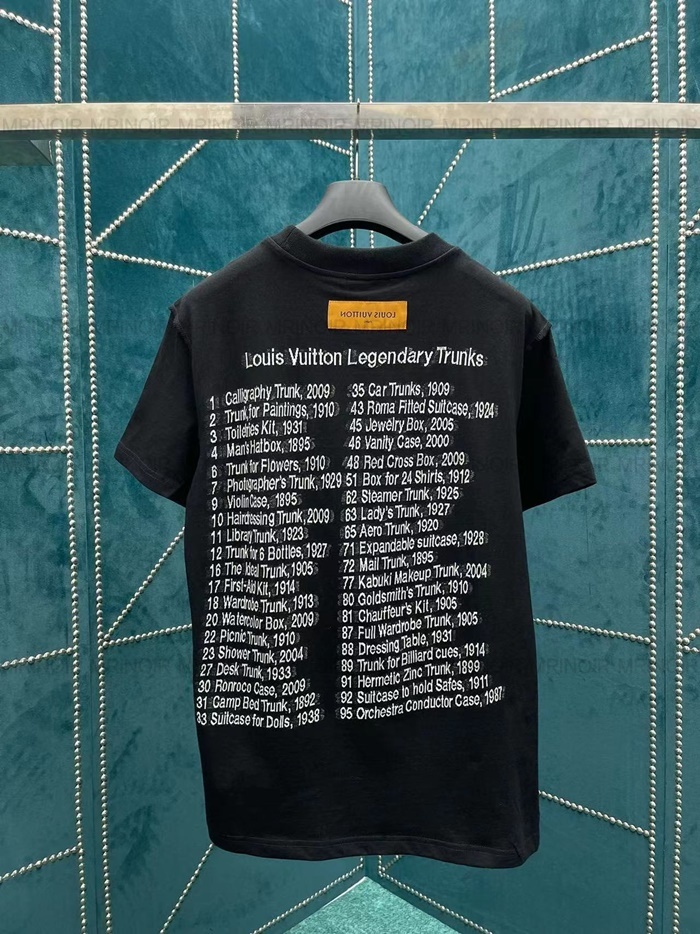 MRINOIR MRINOIR MRINOIR MRINOIR MRINOIR MRINOIR
LOUIS VUITTON
Louis Vuitton Legendary Trunks
1 Calligraphy Trunk, 2009
2 Trunk for Paintings, 1910
3 Toiletries Kit, 1931
4 Man's Hatbox, 1895
6 Trunk for Flowers, 1910
7 Photographer's Trunk, 1929
9 Violin Case, 1895
10 Hairdressing Trunk, 2009
11 Library Trunk, 1923
12 Trunk for 6 Bottles, 1927
16 The Ideal Trunk, 1905
17 First-Aid Kit, 1914
18 Wardrobe Trunk, 1913
20 Watercolor Box, 2009
22 Picnic Trunk, 1910
23 Shower Trunk, 2004
27 Desk Trunk, 1933
30 Ronroco Case, 2009
31 Camp Bed Trunk, 1892
33 Suitcase for Dolls, 1938
35 Car Trunks, 1909
43 Roma Fitted Suitcase, 1924
45 Jewelry Box, 2005
46 Vanity Case, 2000
48 Red Cross Box, 2009
51 Box for 24 Shirts, 1912
62 Steamer Trunk, 1925
63 Lady's Trunk, 1927
65 Aero Trunk, 1920
71 Expandable suitcase, 1928
72 Mail Trunk, 1895
77 Kabuki Makeup Trunk, 2004
80 Goldsmith's Trunk, 1910
81 Chauffeur's Kit, 1905
87 Full Wardrobe Trunk, 1905
88 Dressing Table, 1931
89 Trunk for Billiard cues, 1914
91 Hermetic Zinc Trunk, 1899
92 Suitcase to hold Safes, 1911
95 Orchestra Conductor Case, 1987